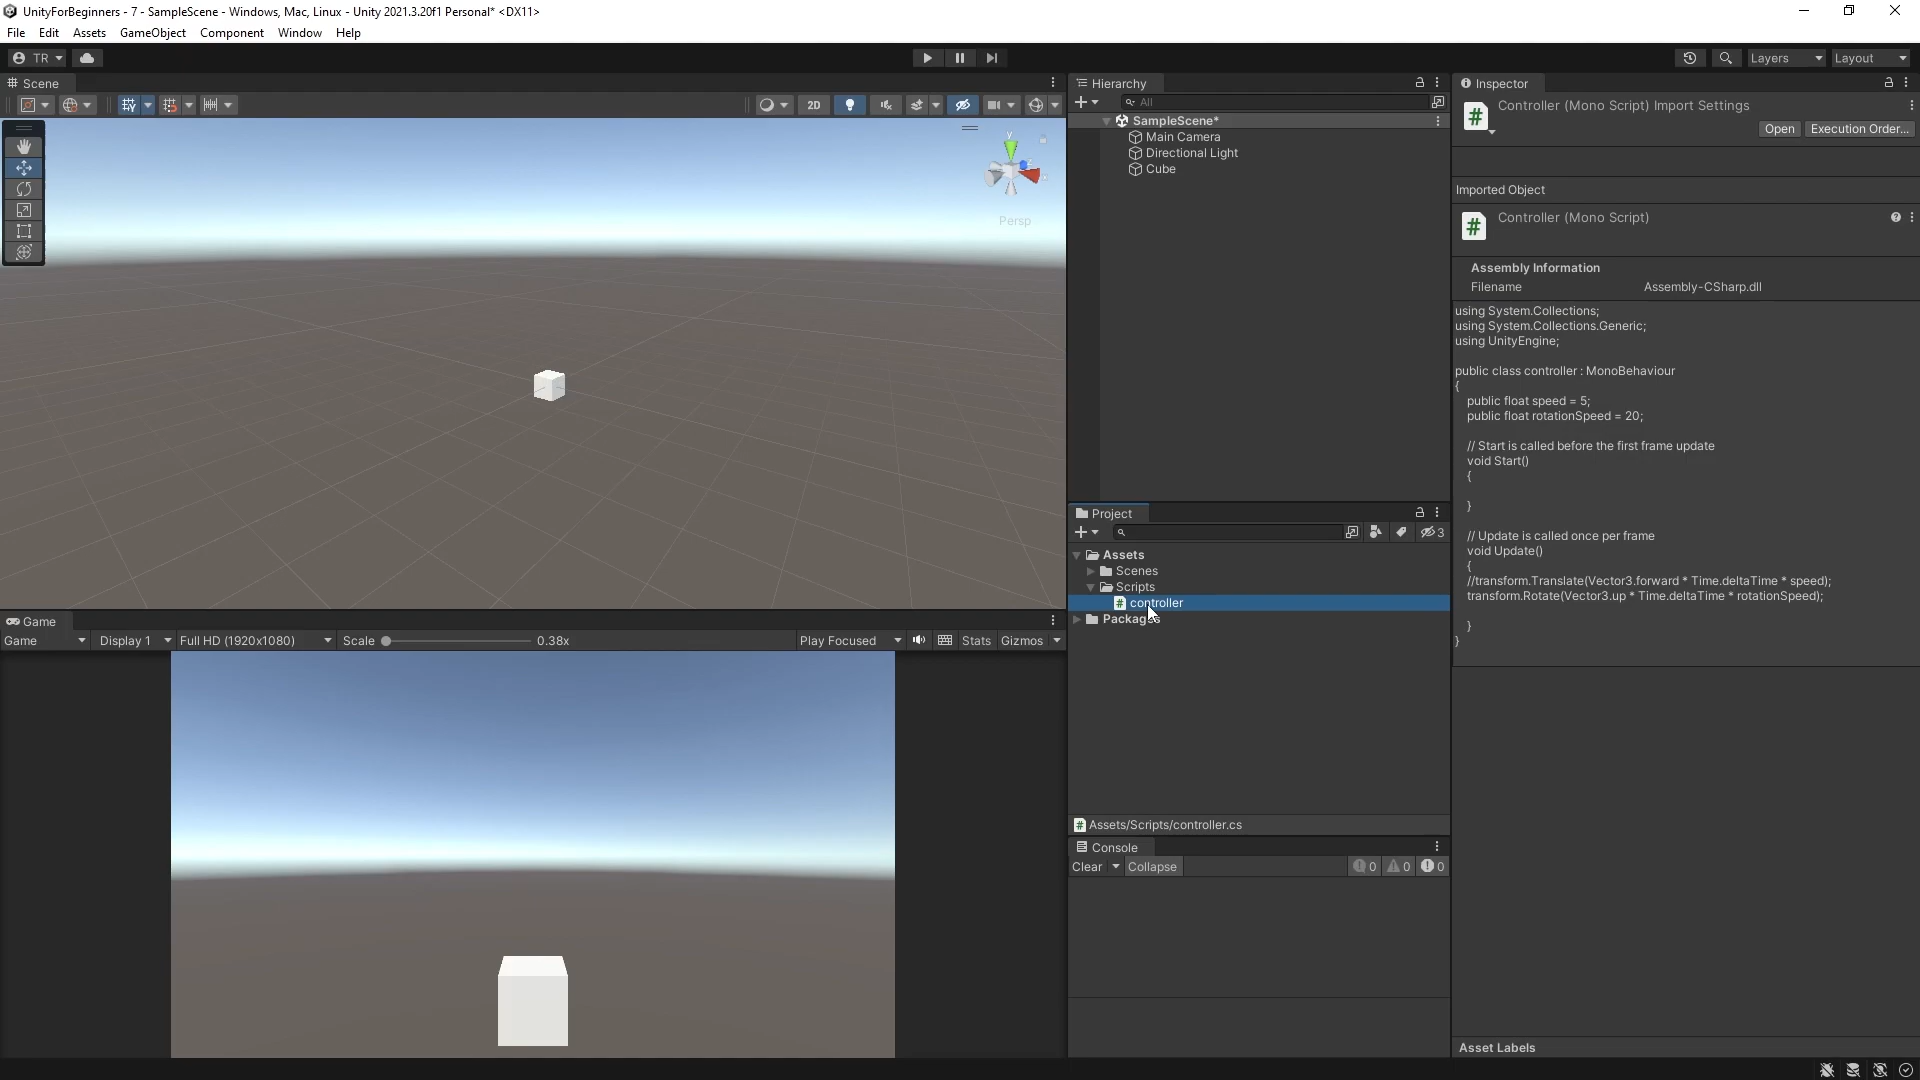 UnityForBeginners - 7 - SampleScene - Windows, Mac, Linux - Unity 2021.3.20f1 Personal* <DX11>
File Edit Assets GameObject Component Window Help
TR
Layers
Layout
Scene
2D
y
Persp
Hierarchy
All
SampleScene*
Main Camera
Directional Light
Cube
Inspector
Controller (Mono Script) Import Settings
Open
Execution Order...
Imported Object
Controller (Mono Script)
Assembly Information
Filename Assembly-CSharp.dll
using System.Collections;
using System.Collections.Generic;
using UnityEngine;
public class controller : MonoBehaviour
{
public float speed = 5;
public float rotationSpeed = 20;
// Start is called before the first frame update
void Start()
{
}
// Update is called once per frame
void Update()
{
//transform.Translate(Vector3.forward * Time.deltaTime * speed);
transform.Rotate(Vector3.up * Time.deltaTime * rotationSpeed);
}
}
Asset Labels
Project
3
Assets
Scenes
Scripts
controller
Packages
Assets/Scripts/controller.cs
Console
Clear
Collapse
0
0
0
Game
Game
Display 1
Full HD (1920x1080)
Scale
0.38x
Play Focused
Stats
Gizmos